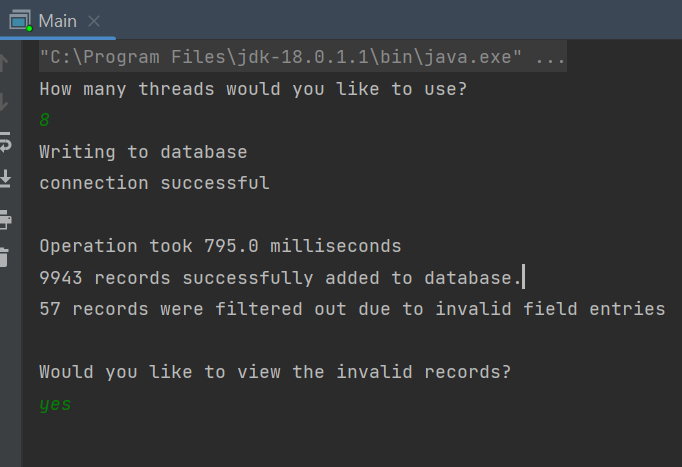 Main
"C:\Program Files\jdk-18.0.1.1\bin\java.exe" ...
How many threads would you like to use?
8
Writing to database
connection successful
Operation took 795.0 milliseconds
9943 records successfully added to database.
57 records were filtered out due to invalid field entries
Would you like to view the invalid records?
yes